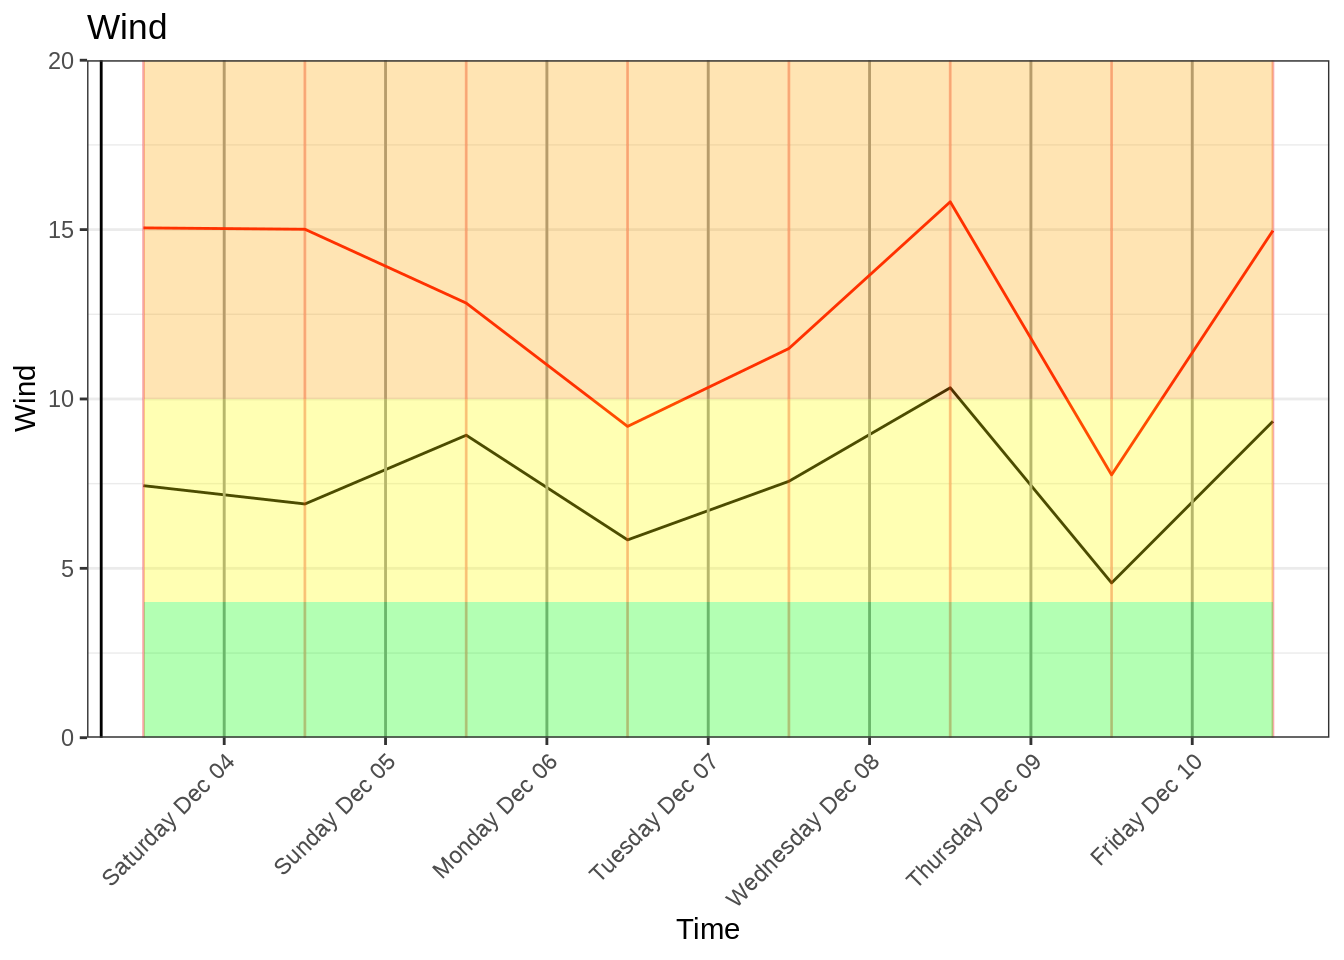 Wind
20
15
10
5
0
Wind
Saturday Dec 04
Sunday Dec 05
Monday Dec 06
Tuesday Dec 07
Wednesday Dec 08
Thursday Dec 09
Friday Dec 10
Time